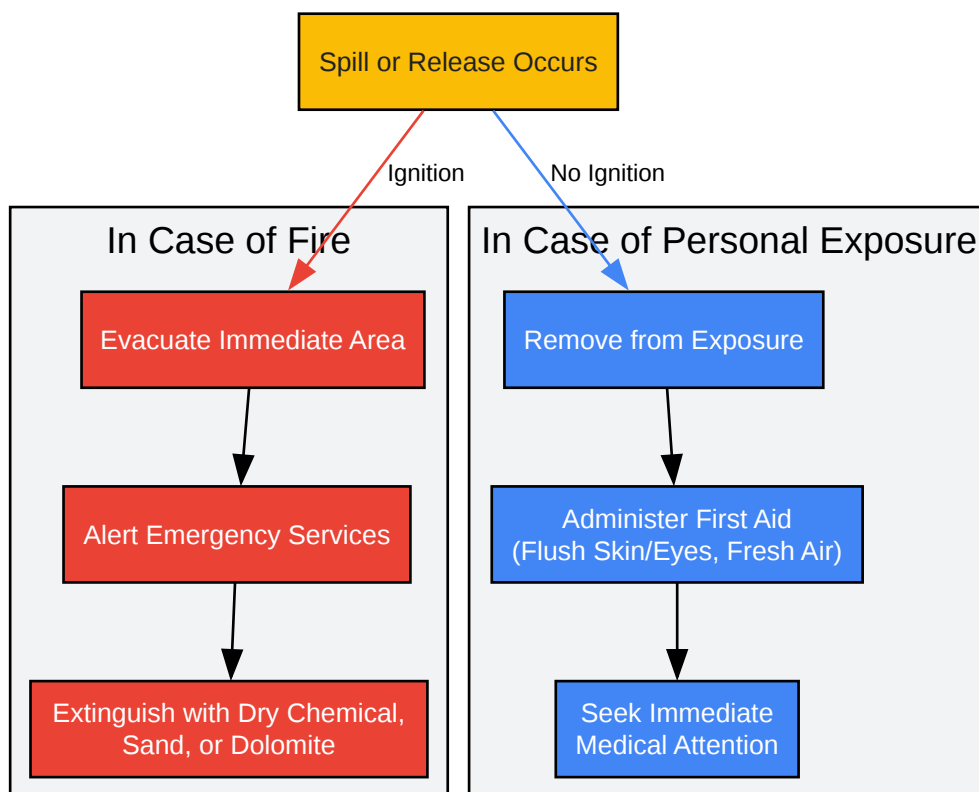 Spill or Release Occurs
Ignition
No Ignition
In Case of Fire
In Case of Personal Exposure
Evacuate Immediate Area
Remove from Exposure
Alert Emergency Services
Administer First Aid
(Flush Skin/Eyes, Fresh Air)
Extinguish with Dry Chemical,
Sand, or Dolomite
Seek Immediate
Medical Attention